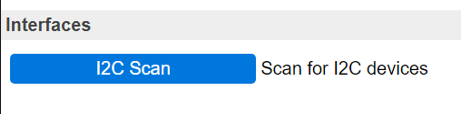 Interfaces
I2C Scan Scan for I2C devices